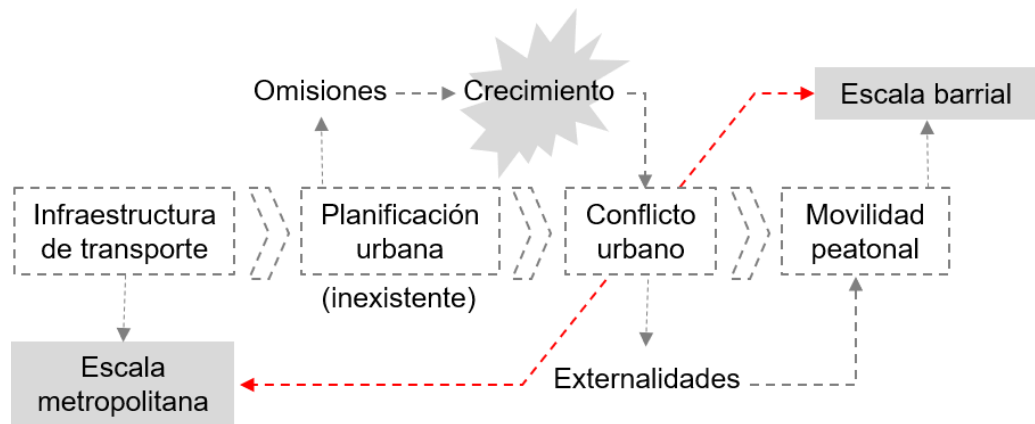 Omisiones
Crecimiento
Escala barrial
Infraestructura
de transporte
Planificación
urbana
(inexistente)
Conflicto
urbano
Movilidad
peatonal
Escala
metropolitana
Externalidades